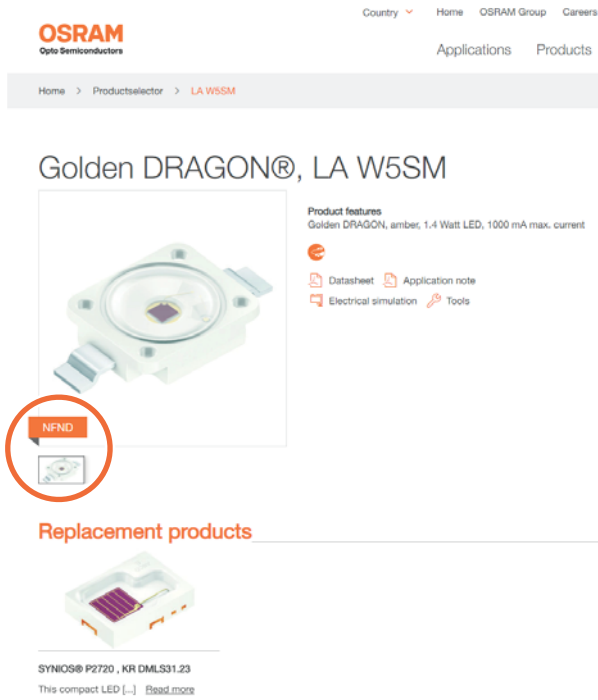 Country Home OSRAM Group Careers
OSRAM
Opto Semiconductors
Applications Products
Home > Productselector > LA W5SM
Golden DRAGON®, LA W5SM
Product features
Golden DRAGON, amber, 1.4 Watt LED, 1000 mA max. current
Datasheet Application note
Electrical simulation Tools
NFND
Replacement products
SYNIOS® P2720 , KR DMLS31.23
This compact LED [...] Read more